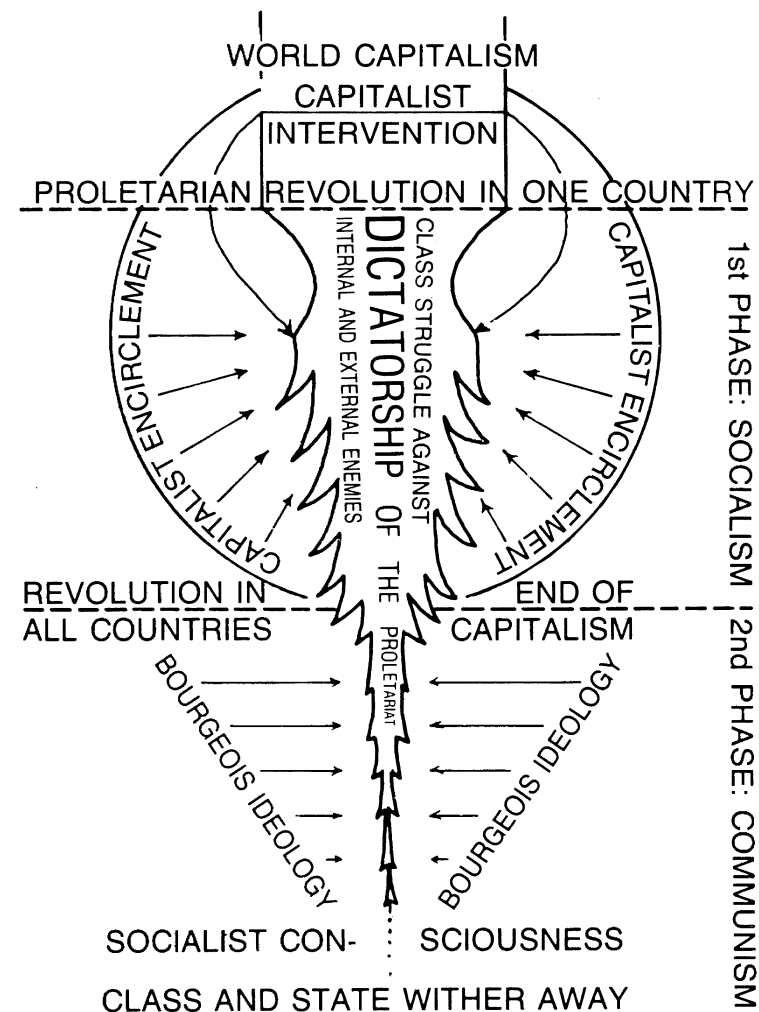 WORLD CAPITALISM
CAPITALIST
INTERVENTION
PROLETARIAN REVOLUTION IN ONE COUNTRY
CAPITALIST ENCIRCLEMENT
INTERNAL AND EXTERNAL ENEMIES
DICTATORSHIP OF THE PROLETARIAT
CLASS STRUGGLE AGAINST
CAPITALIST ENCIRCLEMENT
1st PHASE: SOCIALISM
REVOLUTION IN
ALL COUNTRIES
END OF
CAPITALISM
BOURGEOIS IDEOLOGY
BOURGEOIS IDEOLOGY
2nd PHASE: COMMUNISM
SOCIALIST CON- SCIOUSNESS
CLASS AND STATE WITHER AWAY